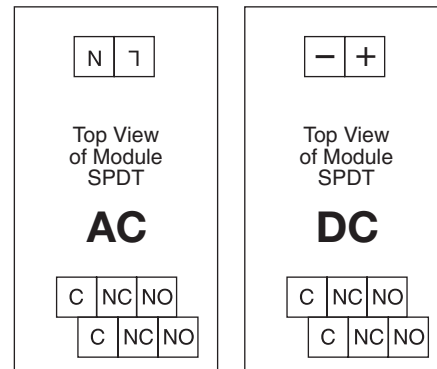 N L
Top View
of Module
SPDT
AC
C NC NO
C NC NO
− +
Top View
of Module
SPDT
DC
C NC NO
C NC NO